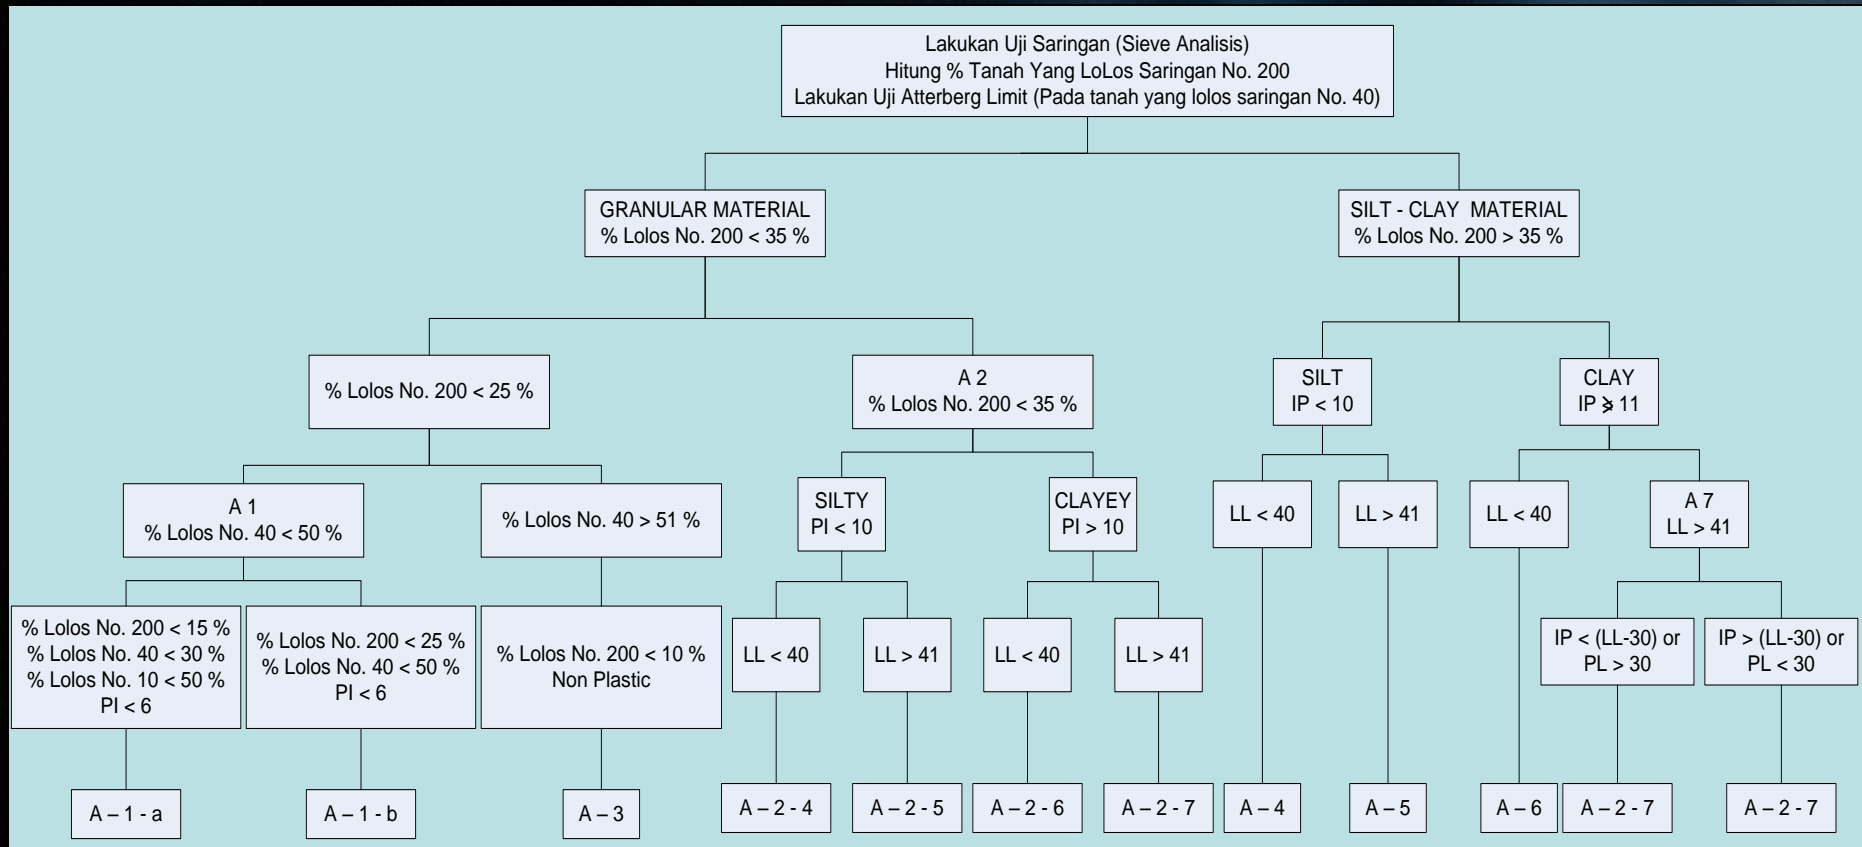 Lakukan Uji Saringan (Sieve Analisis)
Hitung % Tanah Yang LoLos Saringan No. 200
Lakukan Uji Atterberg Limit (Pada tanah yang lolos saringan No. 40)
GRANULAR MATERIAL
% Lolos No. 200 < 35 %
SILT - CLAY MATERIAL
% Lolos No. 200 > 35 %
% Lolos No. 200 < 25 %
A 2
% Lolos No. 200 < 35 %
SILT
IP < 10
CLAY
IP 11
A 1
% Lolos No. 40 < 50 %
% Lolos No. 40 > 51 %
SILTY
PI < 10
CLAYEY
PI > 10
LL < 40
LL > 41
LL < 40
A 7
LL > 41
% Lolos No. 200 < 15 %
% Lolos No. 40 < 30 %
% Lolos No. 10 < 50 %
PI < 6
% Lolos No. 200 < 25 %
% Lolos No. 40 < 50 %
PI < 6
% Lolos No. 200 < 10 %
Non Plastic
LL < 40
LL > 41
LL < 40
LL > 41
IP < (LL-30) or
PL > 30
IP > (LL-30) or
PL < 30
A – 1 - a
A – 1 - b
A – 3
A – 2 - 4
A – 2 - 5
A – 2 - 6
A – 2 - 7
A – 4
A – 5
A – 6
A – 2 - 7
A – 2 - 7